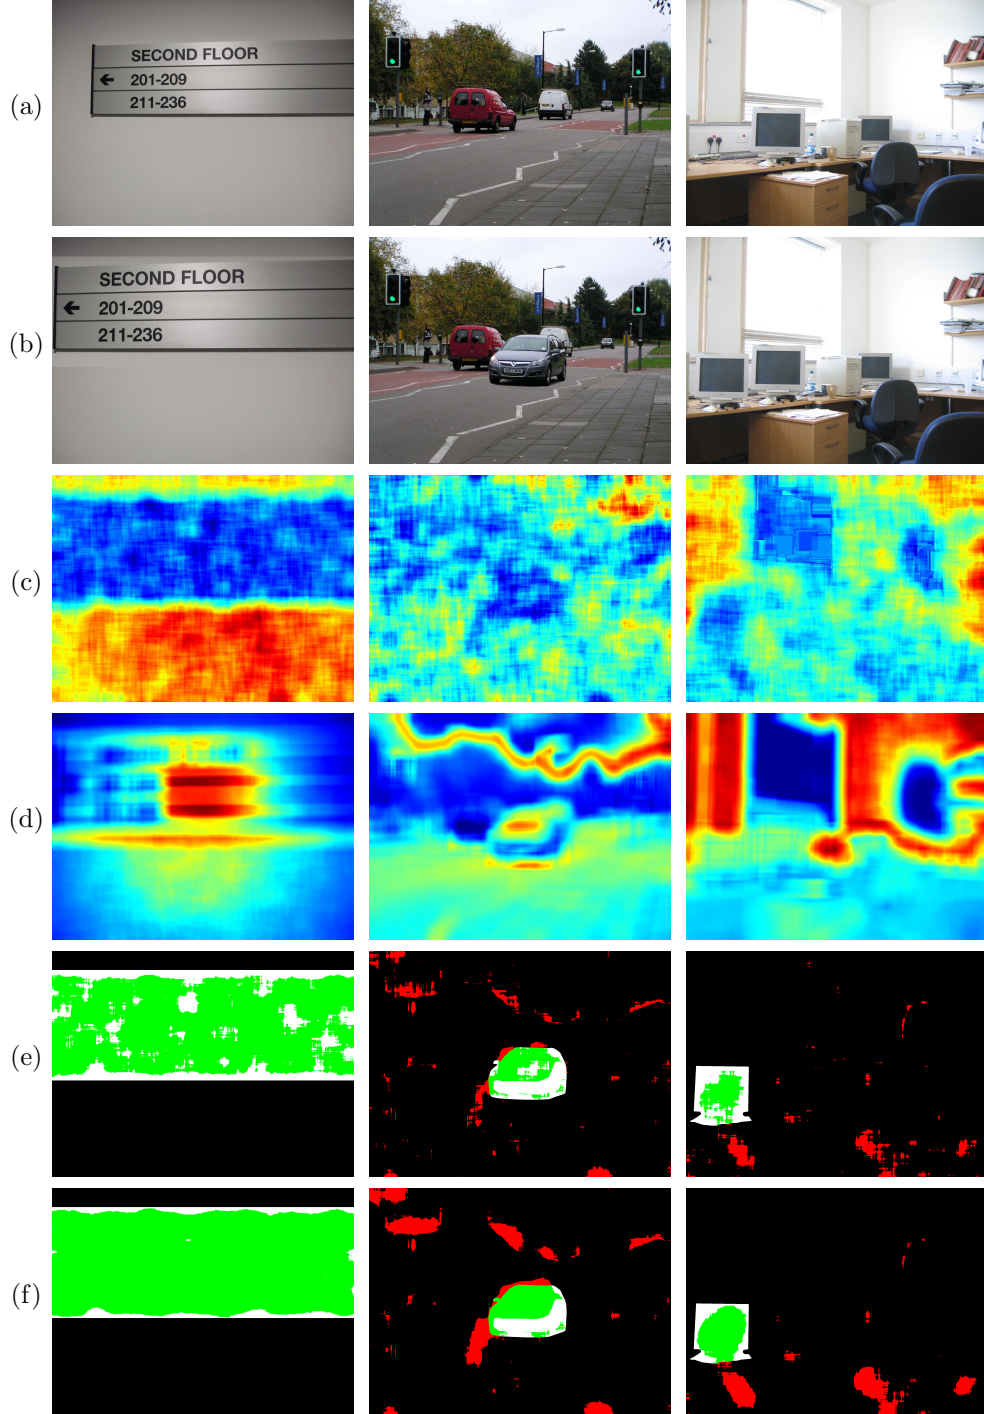 (a)
SECOND FLOOR
201-209
211-236
(b)
SECOND FLOOR
201-209
211-236
(c)
(d)
(e)
(f)